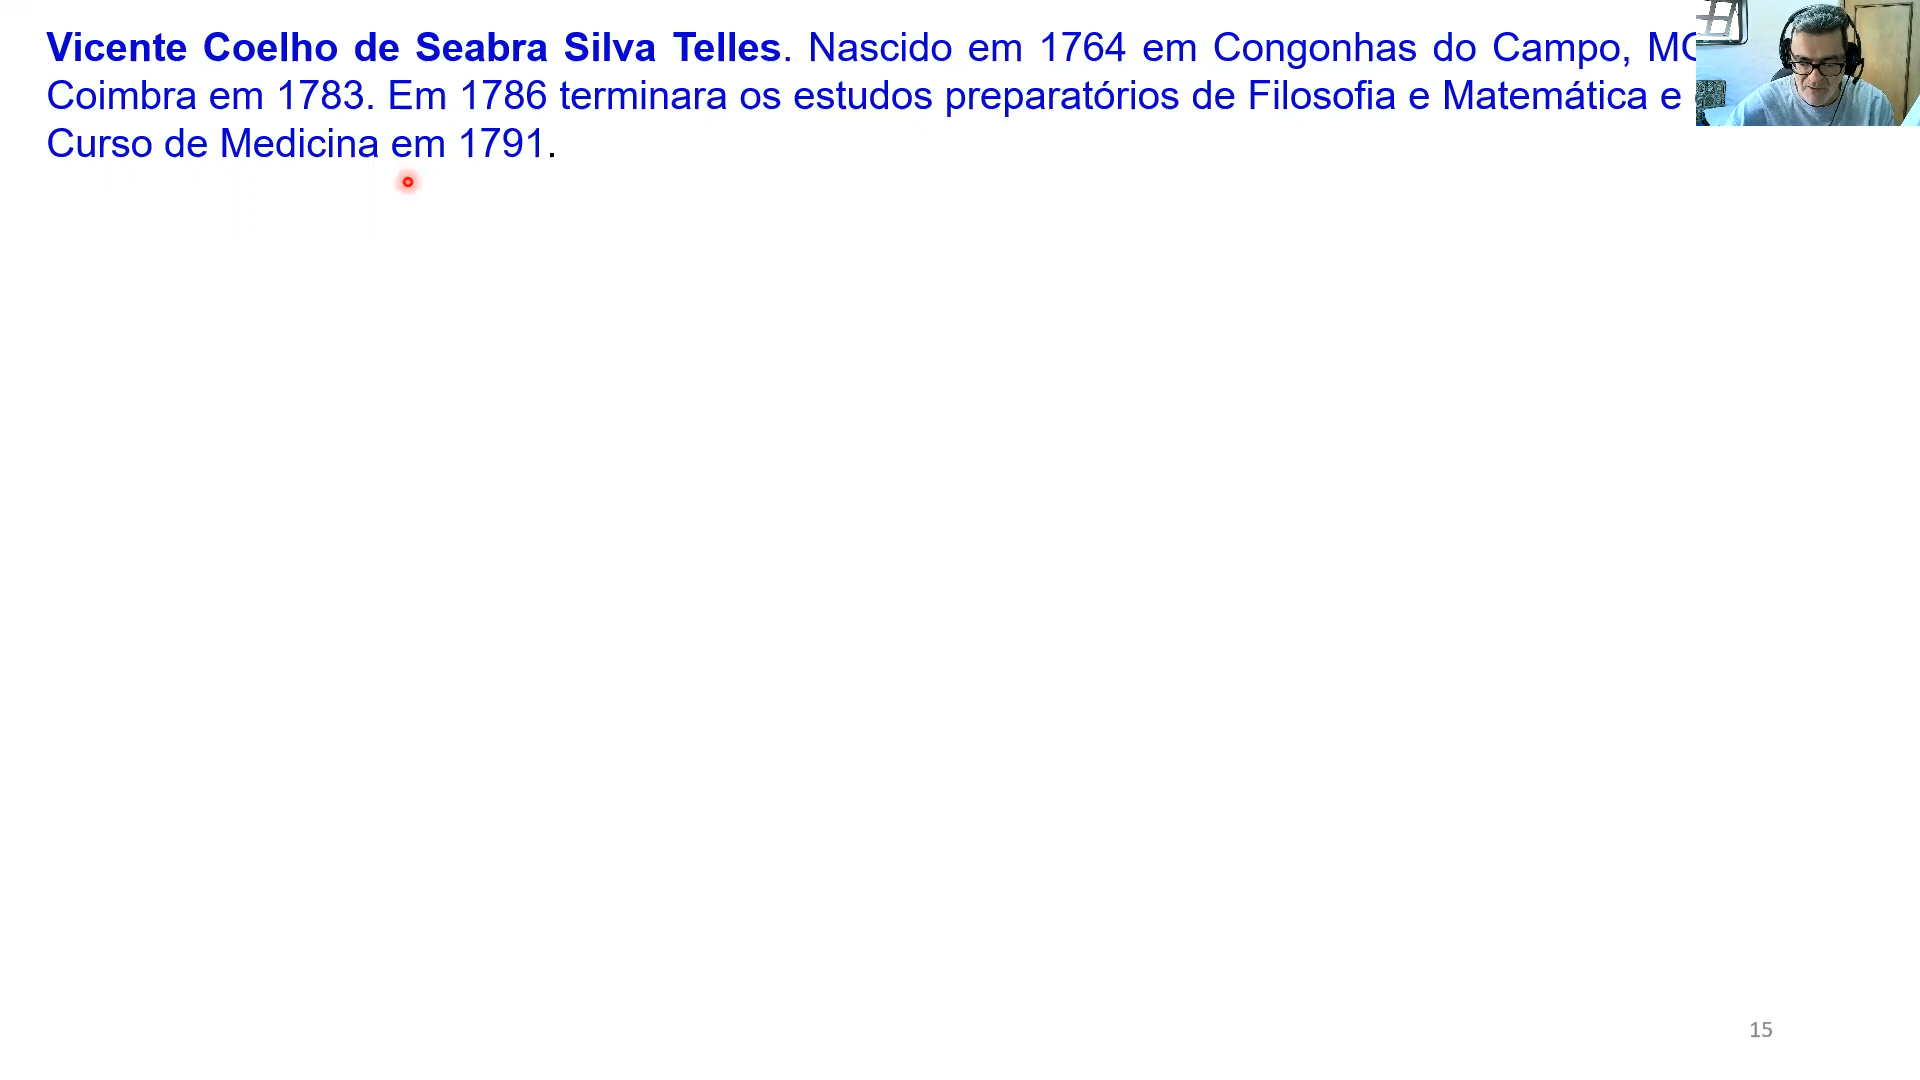 Vicente Coelho de Seabra Silva Telles. Nascido em 1764 em Congonhas do Campo,
Coimbra em 1783. Em 1786 terminara os estudos preparatórios de Filosofia e Matemática e
Curso de Medicina em 1791.
15